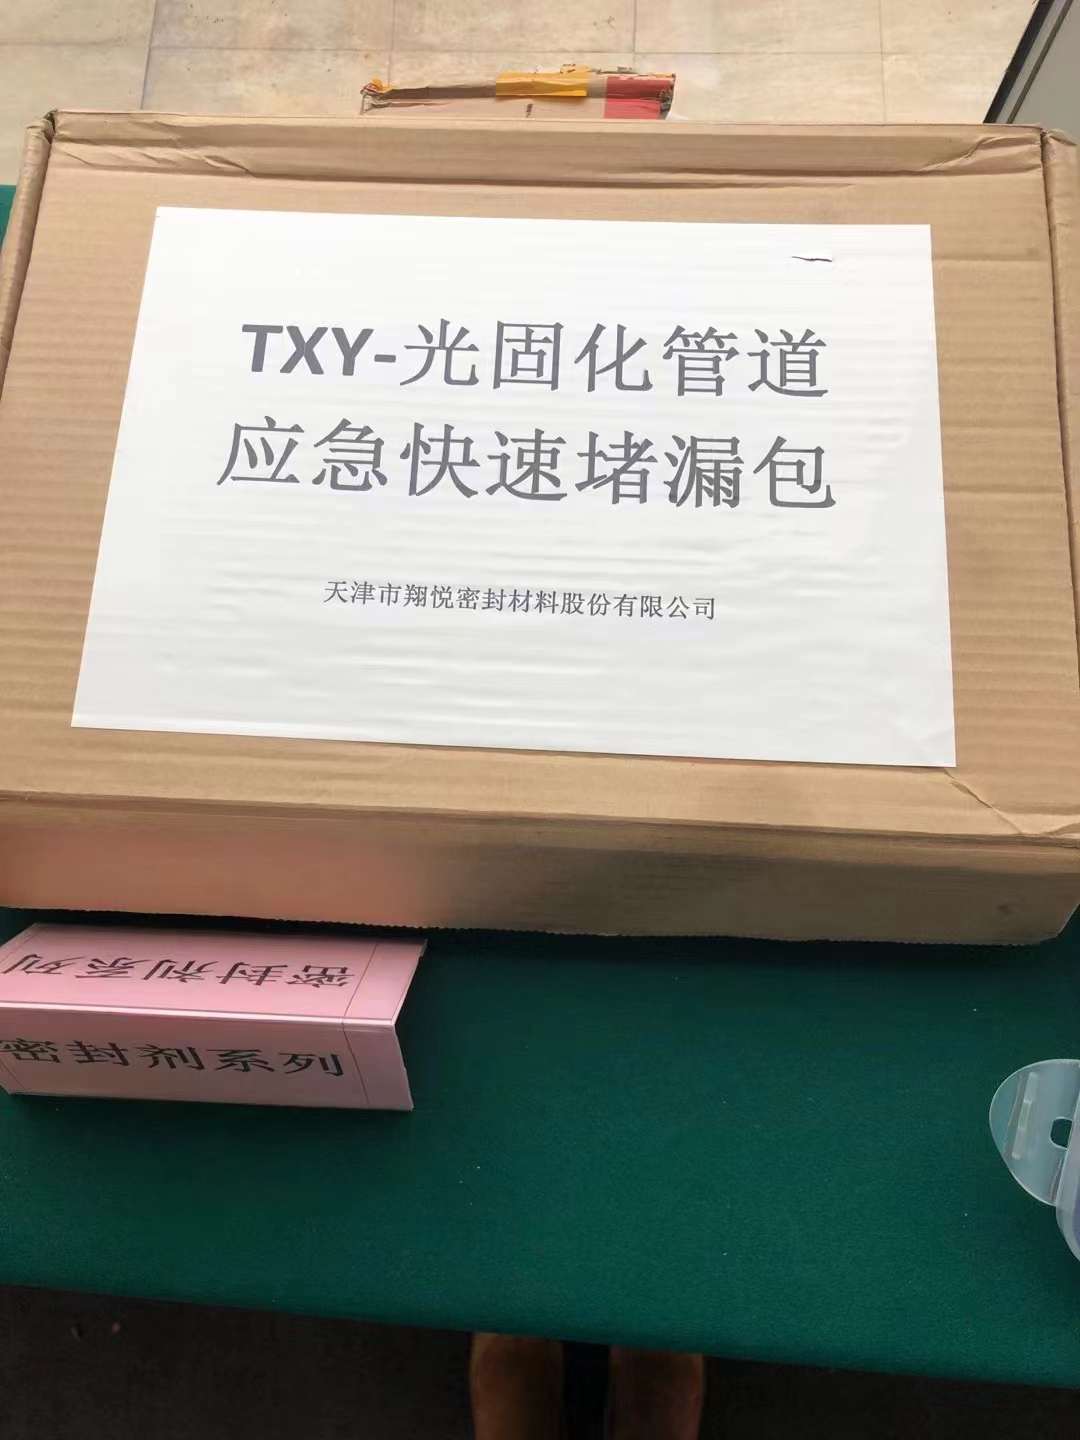 TXY-光固化管道
应急快速堵漏包
天津市翔悦密封材料股份有限公司
密封剂系列
密封剂系列